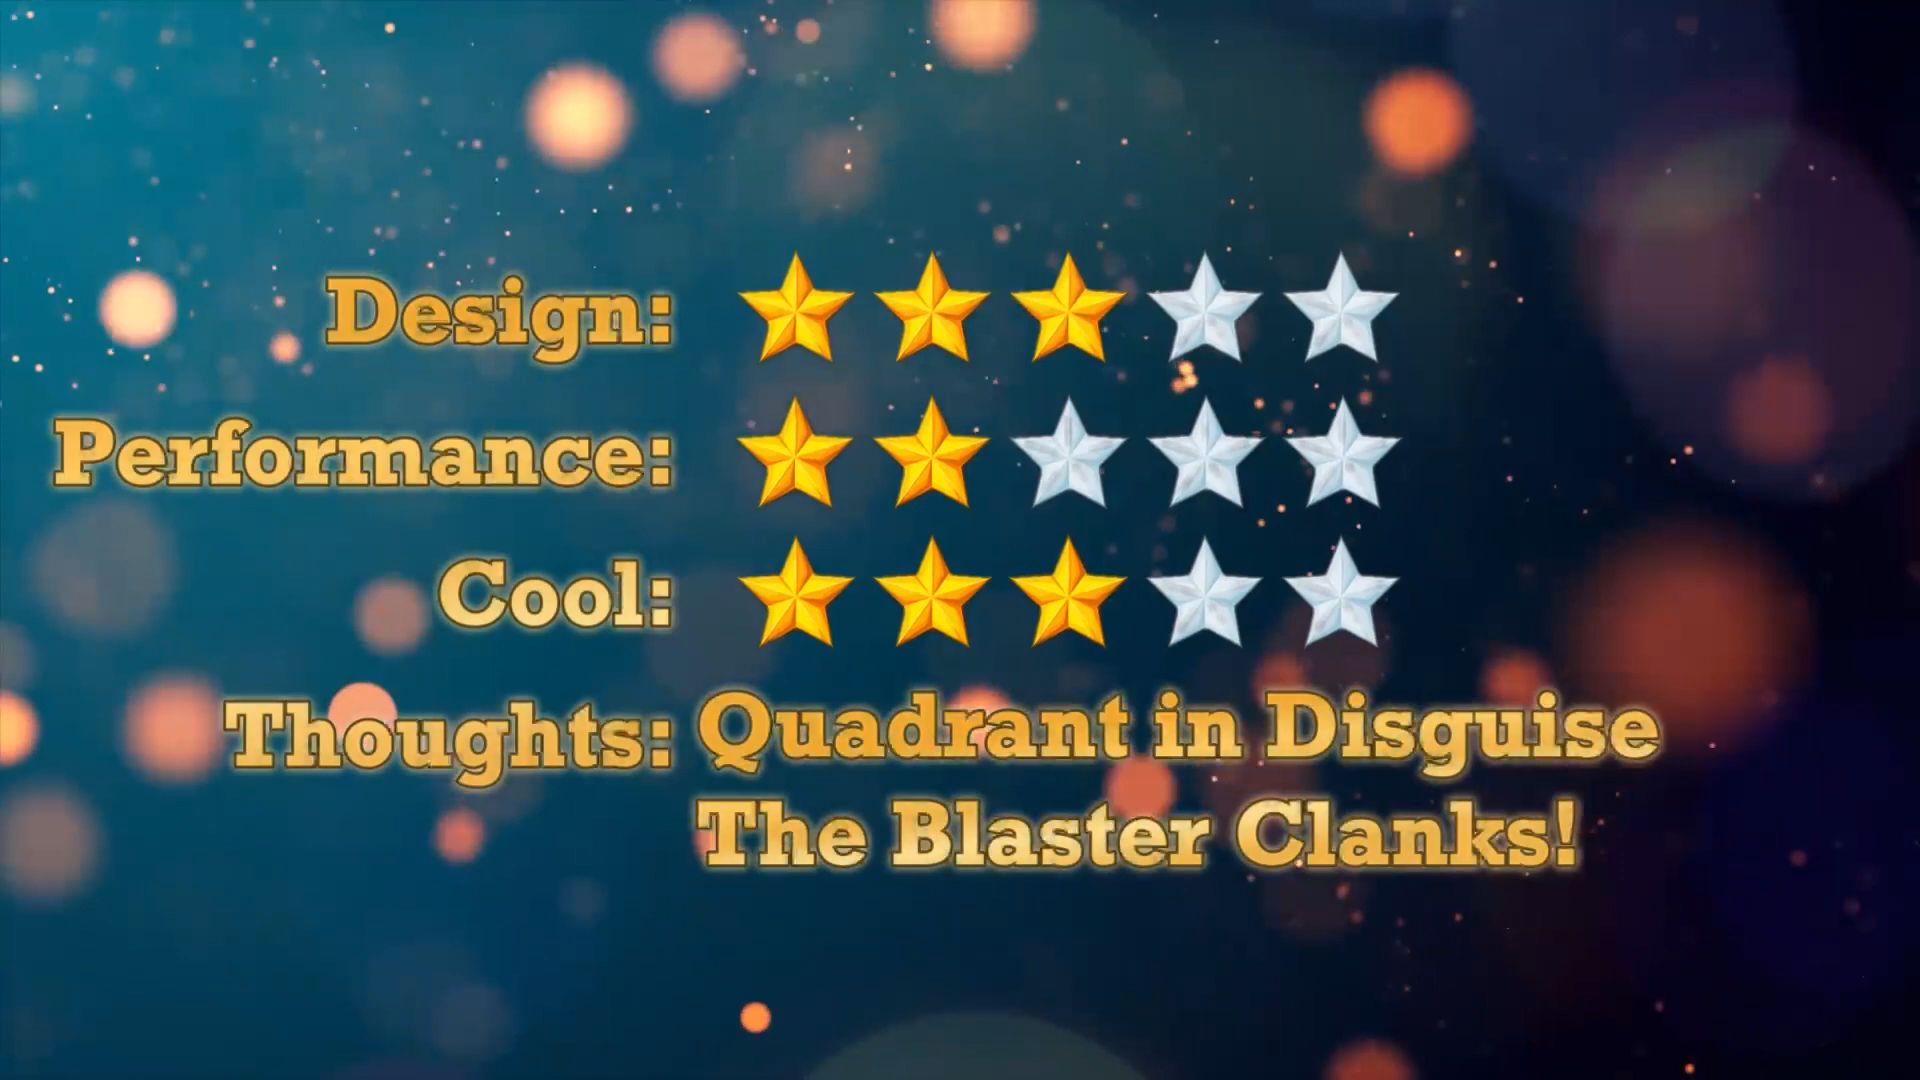 Design:
Performance:
Cool:
Thoughts: Quadrant in Disguise
The Blaster Clanks!